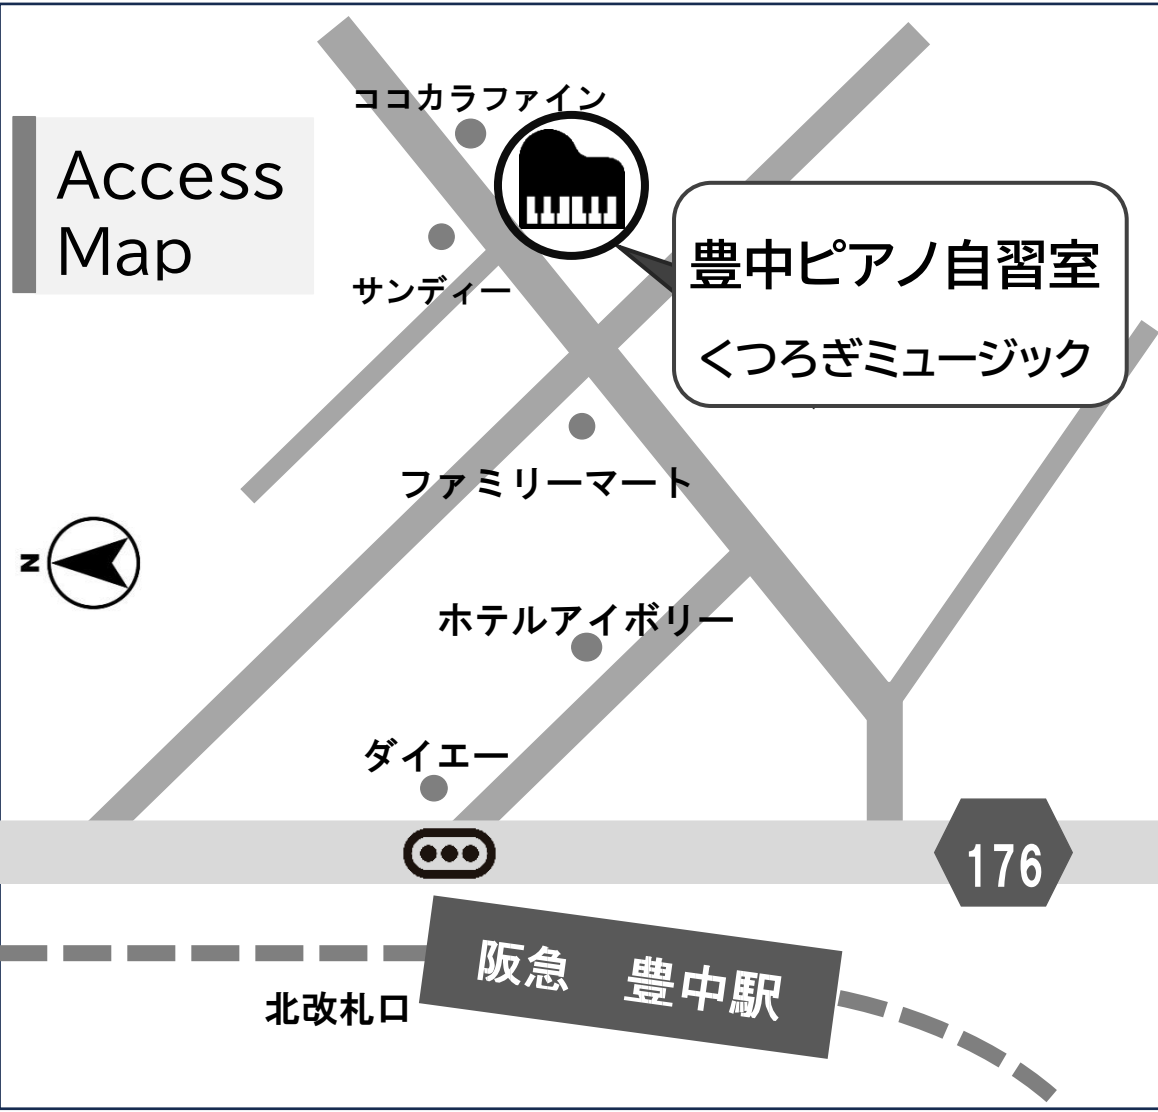 ココカラファイン
Access
Map
豊中ピアノ自習室
くつろぎミュージック
サンディー
ファミリーマート
N
ホテルアイボリー
ダイエー
176
阪急 豊中駅
北改札口